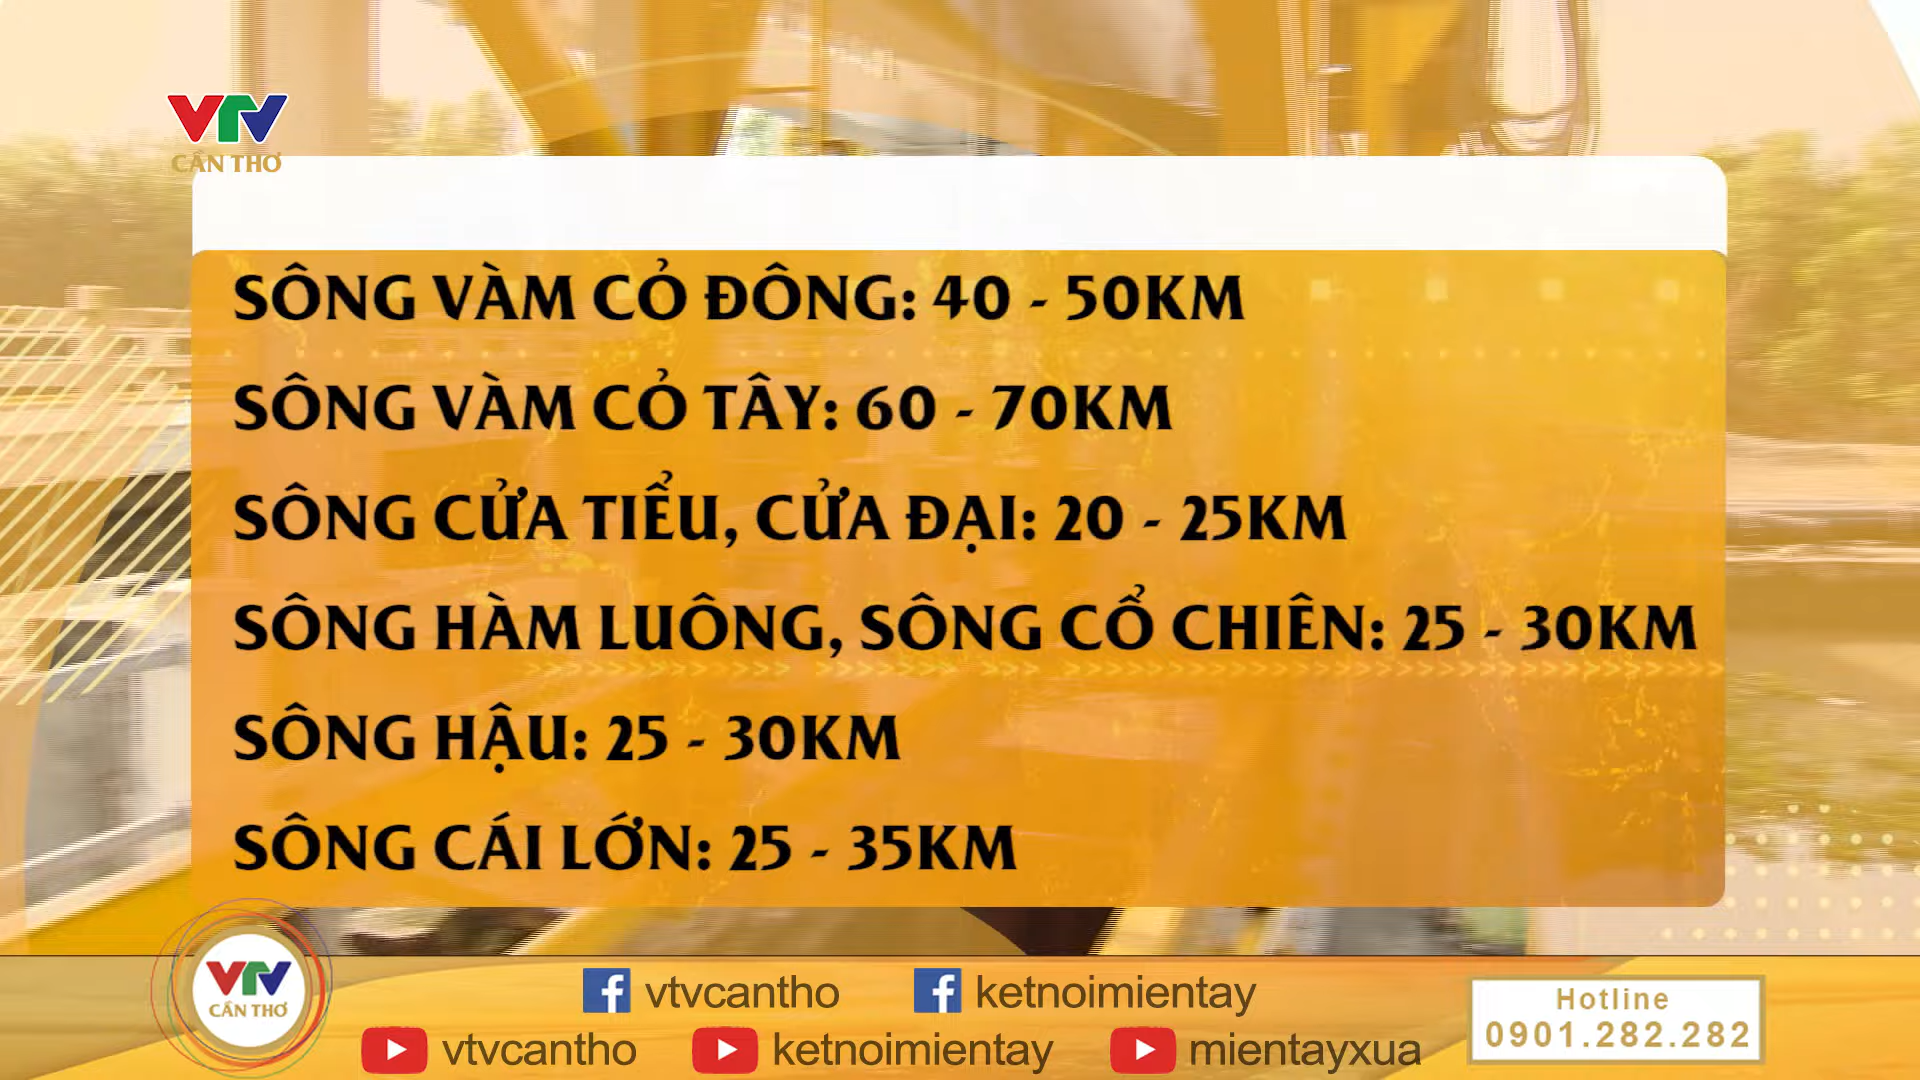 VTV
CẦN THƠ
SÔNG VÀM CỎ ĐÔNG: 40 - 50KM
SÔNG VÀM CỎ TÂY: 60 - 70KM
SÔNG CỬA TIỂU, CỬA ĐẠI: 20 - 25KM
SÔNG HÀM LUÔNG, SÔNG CỔ CHIÊN: 25 - 30KM
SÔNG HẬU: 25 - 30KM
SÔNG CÁI LỚN: 25 - 35KM
VTV
CẦN THƠ
vtvcantho ketnoimientay
vtvcantho ketnoimientay mientayxua
Hotline
0901.282.282